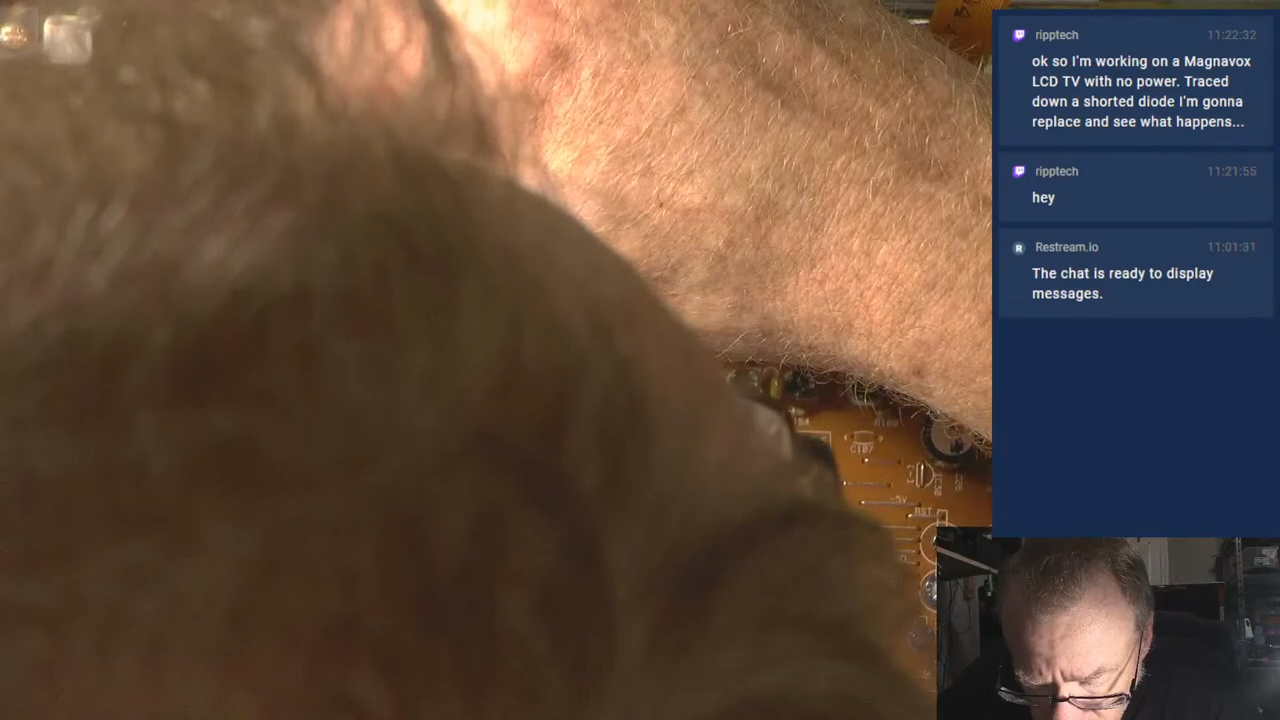 ripptech 11:22:32
ok so I'm working on a Magnavox
LCD TV with no power. Traced
down a shorted diode I'm gonna
replace and see what happens...
ripptech 11:21:55
hey
R Restream.io 11:01:31
The chat is ready to display
messages.
C107
-5V
RST